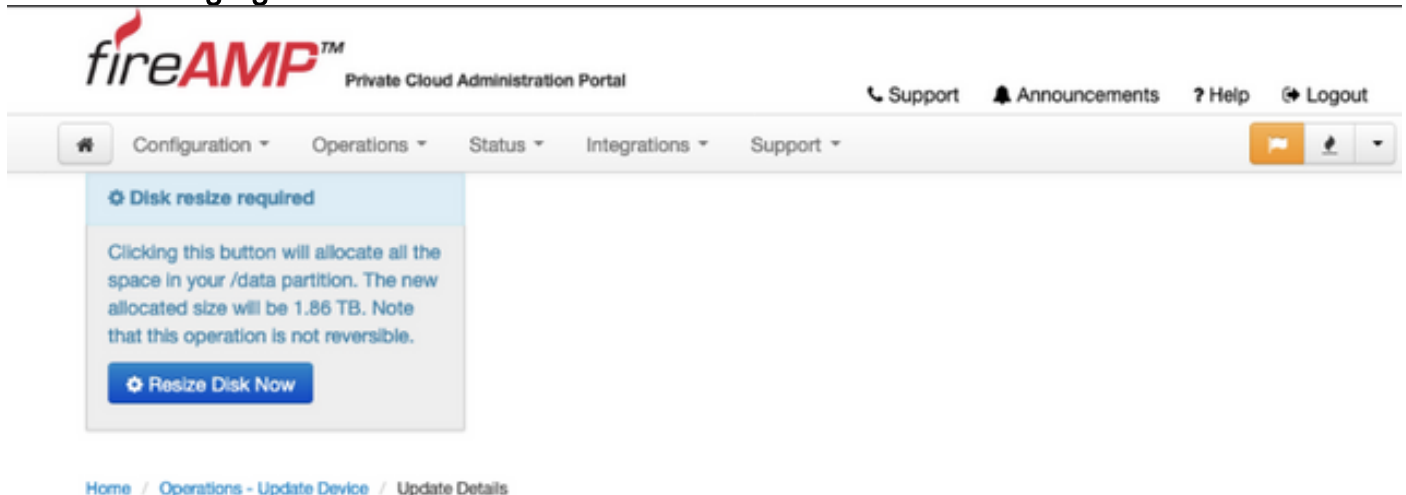 fireAMP™
Private Cloud Administration Portal
Support Announcements ? Help Logout
Configuration Operations Status Integrations Support
Disk resize required
Clicking this button will allocate all the
space in your /data partition. The new
allocated size will be 1.86 TB. Note
that this operation is not reversible.
Resize Disk Now
Home / Operations - Update Device / Update Details